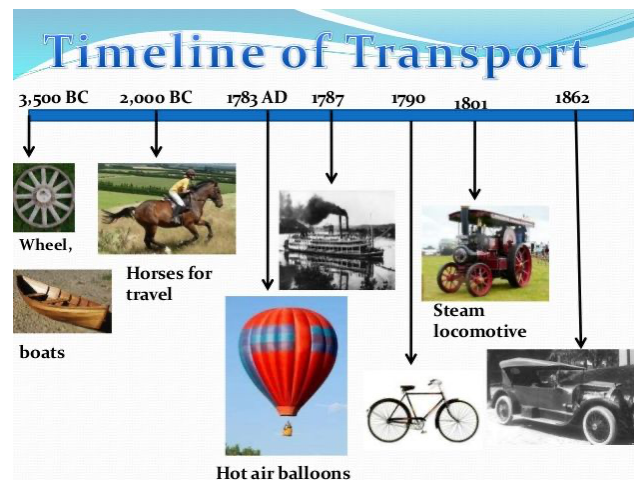 Timeline of Transport
3,500 BC
2,000 BC
1783 AD
1787
1790
1801
1862
Wheel,
boats
Horses for
travel
Hot air balloons
Steam
locomotive